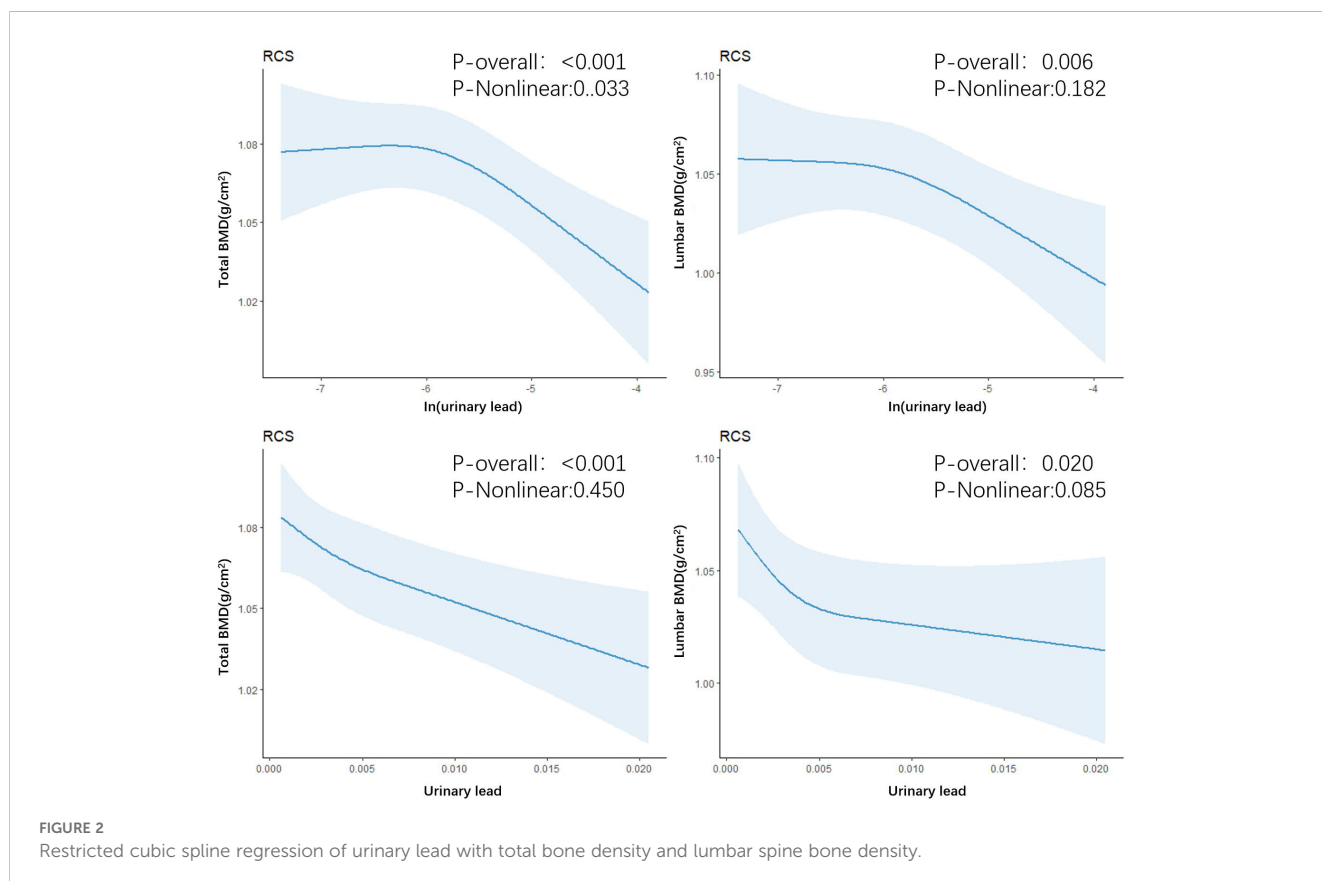 RCS
P-overall: <0.001
P-Nonlinear:0..033
Total BMD(g/cm²)
1.08
1.05
1.02
-7
-6
-5
-4
ln(urinary lead)
RCS
P-overall: 0.006
P-Nonlinear:0.182
Lumbar BMD(g/cm²)
1.10
1.05
1.00
0.95
-7
-6
-5
-4
ln(urinary lead)
RCS
P-overall: <0.001
P-Nonlinear:0.450
Total BMD(g/cm²)
1.08
1.05
1.02
0.000
0.005
0.010
0.015
0.020
Urinary lead
RCS
P-overall: 0.020
P-Nonlinear:0.085
Lumbar BMD(g/cm²)
1.10
1.05
1.00
0.000
0.005
0.010
0.015
0.020
Urinary lead
FIGURE 2
Restricted cubic spline regression of urinary lead with total bone density and lumbar spine bone density.